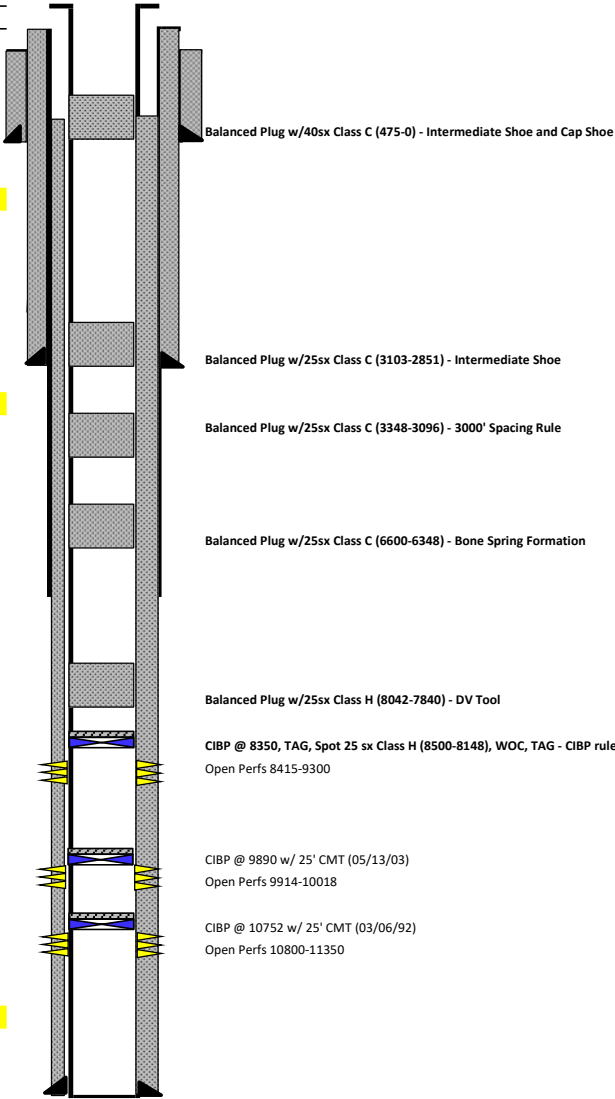 Balanced Plug w/40sx Class C (475-0) - Intermediate Shoe and Cap Shoe
Balanced Plug w/25sx Class C (3103-2851) - Intermediate Shoe
Balanced Plug w/25sx Class C (3348-3096) - 3000' Spacing Rule
Balanced Plug w/25sx Class C (6600-6348) - Bone Spring Formation
Balanced Plug w/25sx Class H (8042-7840) - DV Tool
CIBP @ 8350, TAG, Spot 25 sx Class H (8500-8148), WOC, TAG - CIBP rule
Open Perfs 8415-9300
CIBP @ 9890 w/ 25' CMT (05/13/03)
Open Perfs 9914-10018
CIBP @ 10752 w/ 25' CMT (03/06/92)
Open Perfs 10800-11350